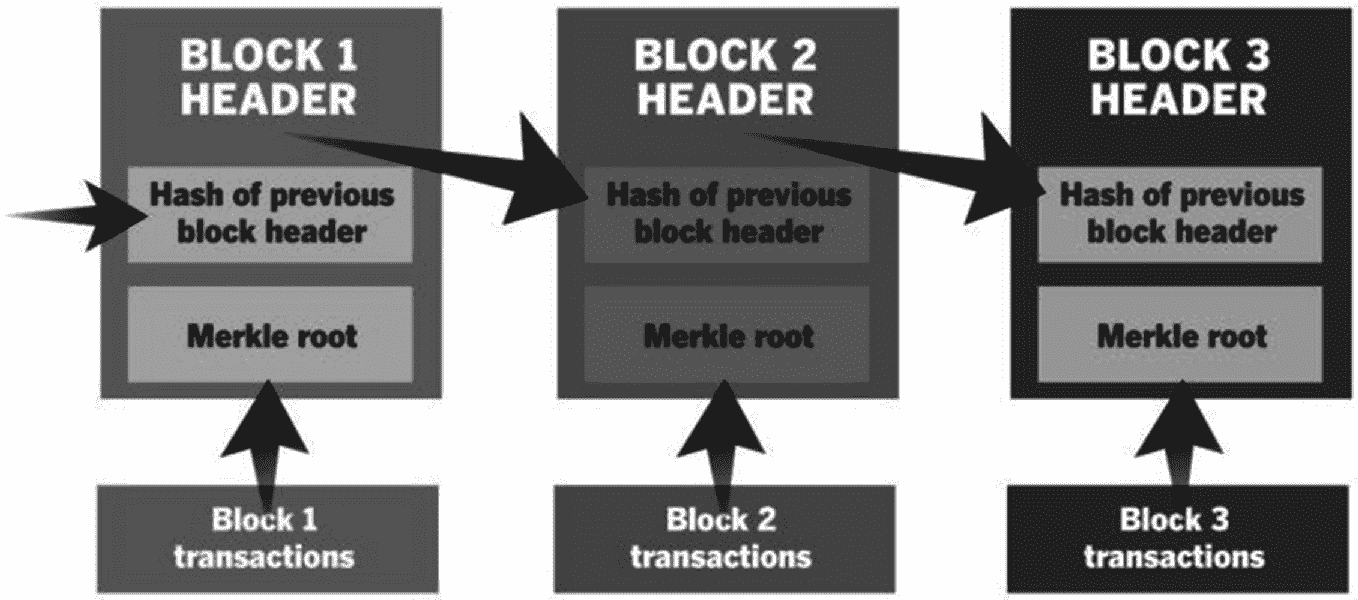 BLOCK 1
HEADER
Hash of previous
block header
Merkle root
Block 1
transactions
BLOCK 2
HEADER
Hash of previous
block header
Merkle root
Block 2
transactions
BLOCK 3
HEADER
Hash of previous
block header
Merkle root
Block 3
transactions